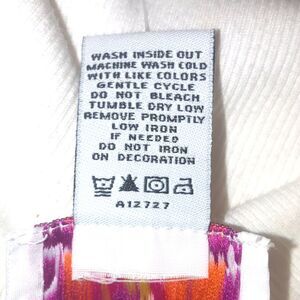 WASH INSIDE OUT
MACHINE WASH COLD
WITH LIKE COLORS
GENTLE CYCLE
DO NOT BLEACH
TUMBLE DRY LOW
REMOVE PROMPTLY
LOW IRON
IF NEEDED
DO NOT IRON
ON DECORATION
A12727